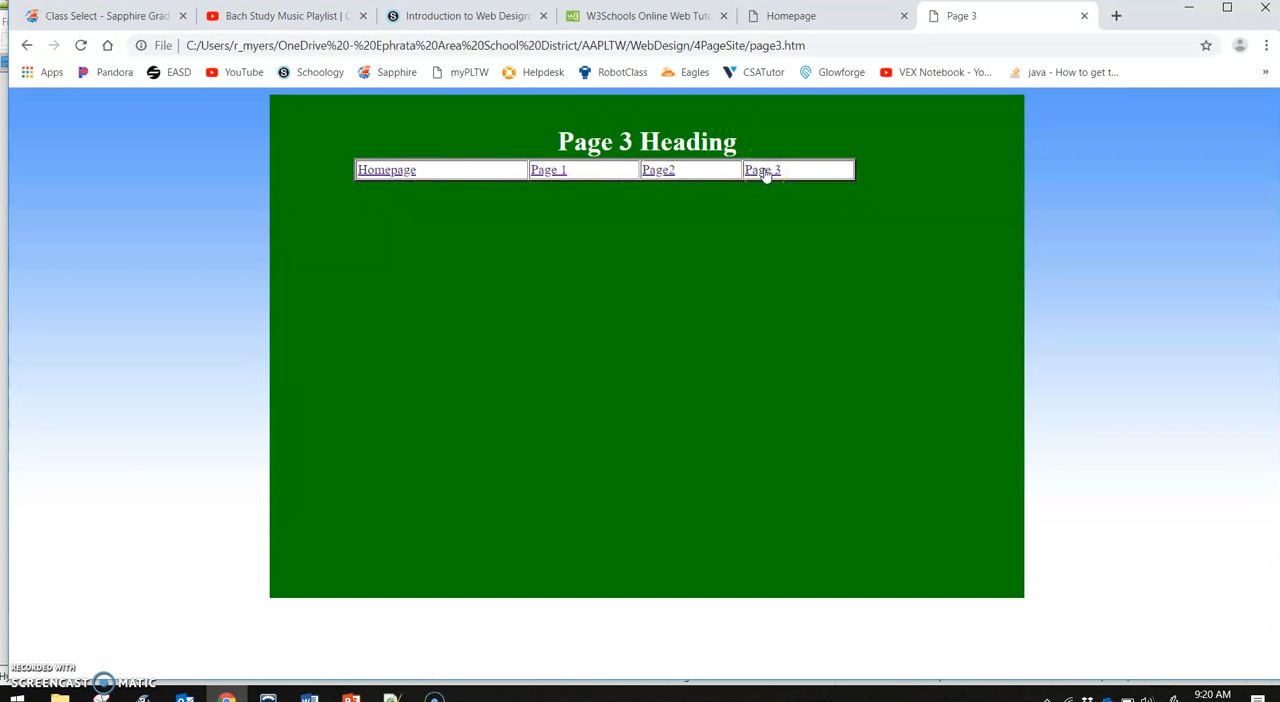 Class Select - Sapphire Grad
Bach Study Music Playlist | C
Introduction to Web Design
W3Schools Online Web Tut
Homepage
Page 3
File
C:/Users/r_myers/OneDrive%20-%20Ephrata%20Area%20School%20District/AAPLTW/WebDesign/4PageSite/page3.htm
Apps
Pandora
EASD
YouTube
Schoology
Sapphire
myPLTW
Helpdesk
RobotClass
Eagles
CSATutor
Glowforge
VEX Notebook - Yo...
java - How to get t...
Page 3 Heading
Homepage
Page 1
Page2
Page 3
RECORDED WITH
SCREENCAST MATIC
9:20 AM